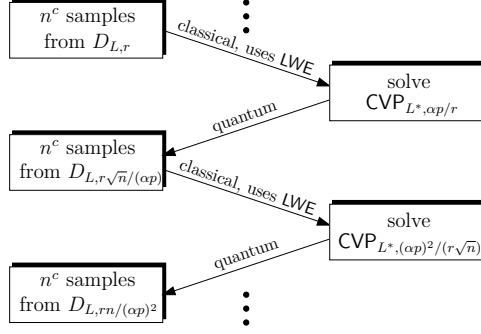 n^c samples
from D_{L,r}
classical, uses LWE
solve
CVP_{L*,αp/r}
quantum
n^c samples
from D_{L,r√n/(αp)}
classical, uses LWE
solve
CVP_{L*,(αp)^2/(r√n)}
quantum
n^c samples
from D_{L,rn/(αp)^2}